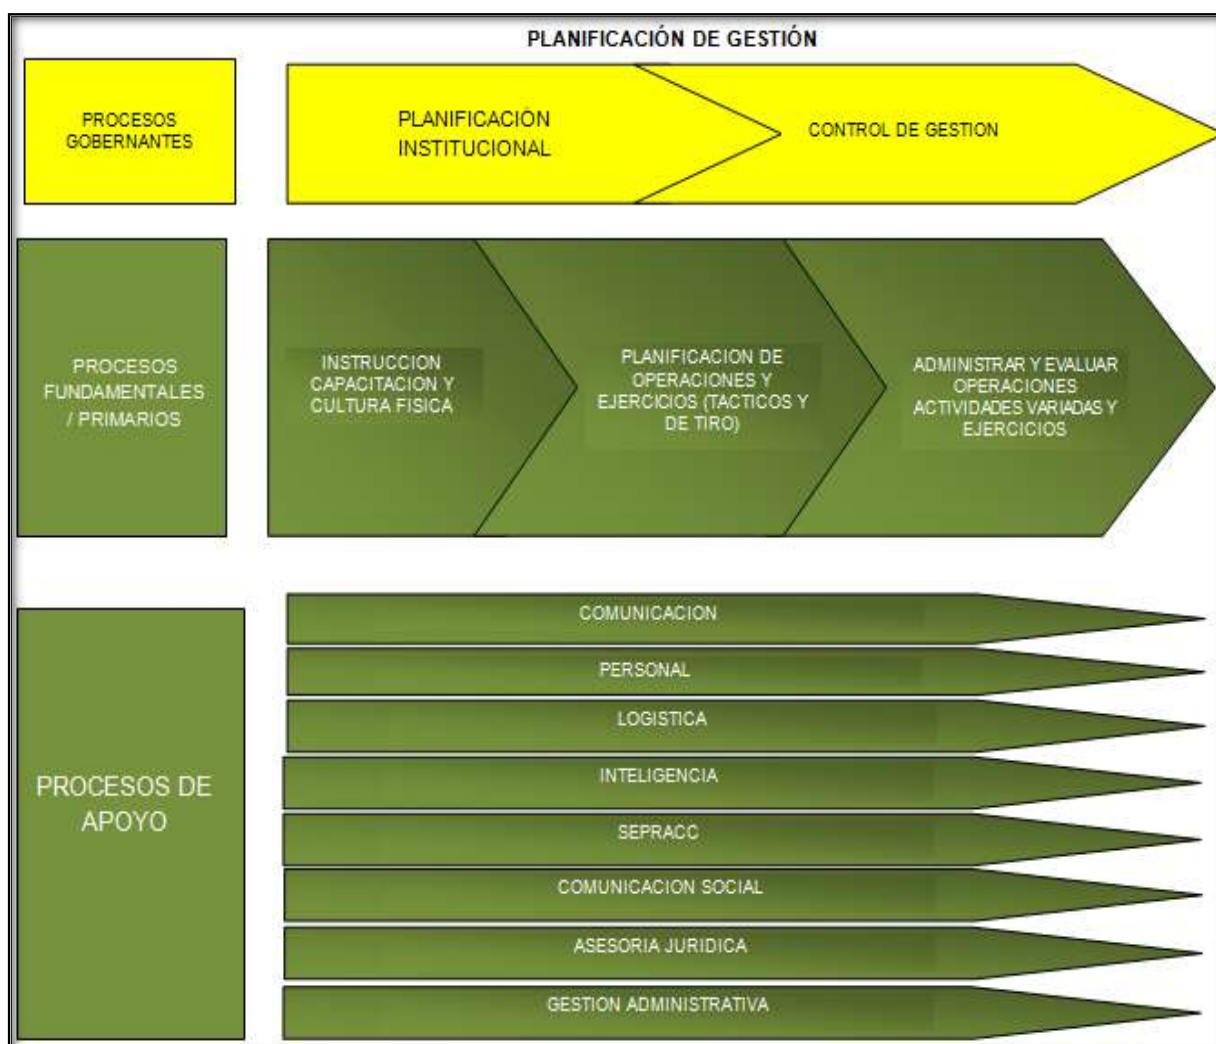 PLANIFICACIÓN DE GESTIÓN
PROCESOS
GOBERNANTES
PLANIFICACIÓN
INSTITUCIONAL
CONTROL DE GESTION
PROCESOS
FUNDAMENTALES
/ PRIMARIOS
INSTRUCCION
CAPACITACION Y
CULTURA FISICA
PLANIFICACION DE
OPERACIONES Y
EJERCICIOS (TACTICOS Y
DE TIRO)
ADMINISTRAR Y EVALUAR
OPERACIONES
ACTIVIDADES VARIADAS Y
EJERCICIOS
PROCESOS DE
APOYO
COMUNICACION
PERSONAL
LOGISTICA
INTELIGENCIA
SEPRACC
COMUNICACION SOCIAL
ASESORIA JURIDICA
GESTION ADMINISTRATIVA